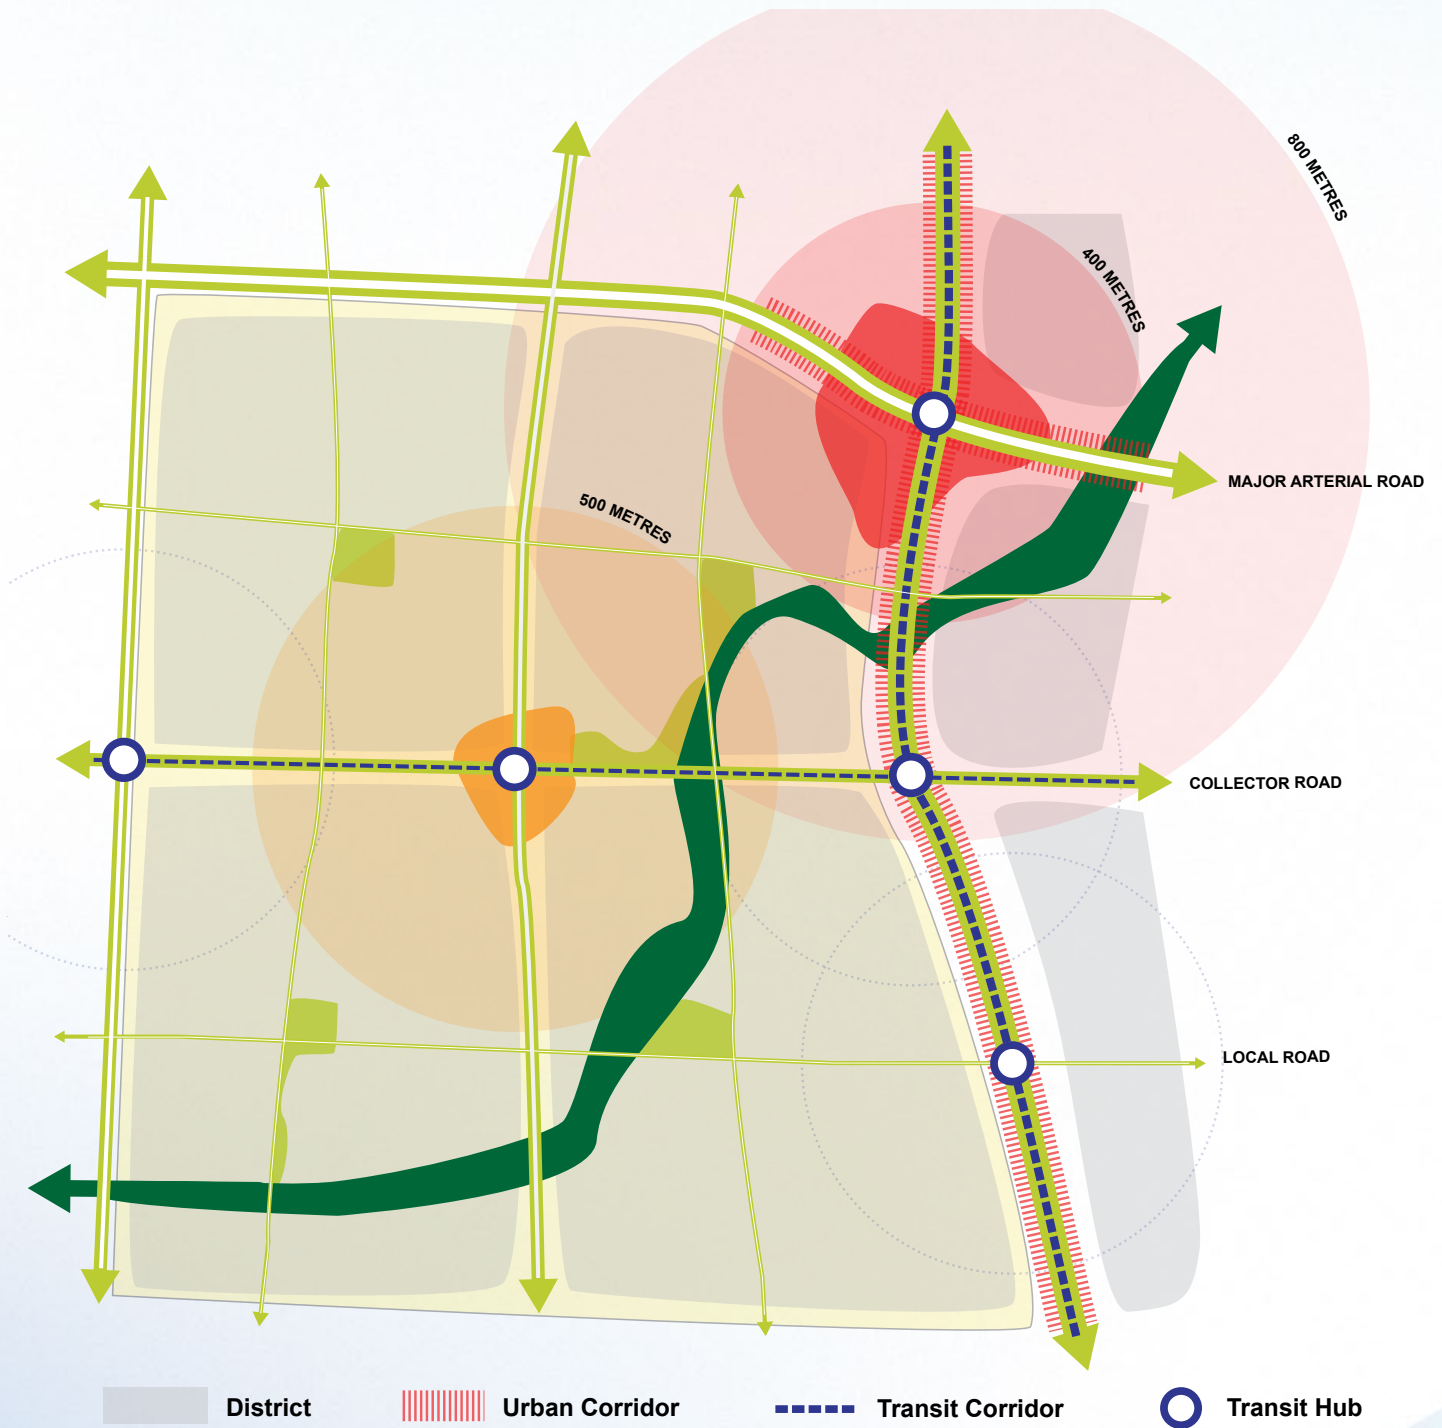 800 METRES
400 METRES
MAJOR ARTERIAL ROAD
500 METRES
COLLECTOR ROAD
LOCAL ROAD
District
Urban Corridor
Transit Corridor
Transit Hub